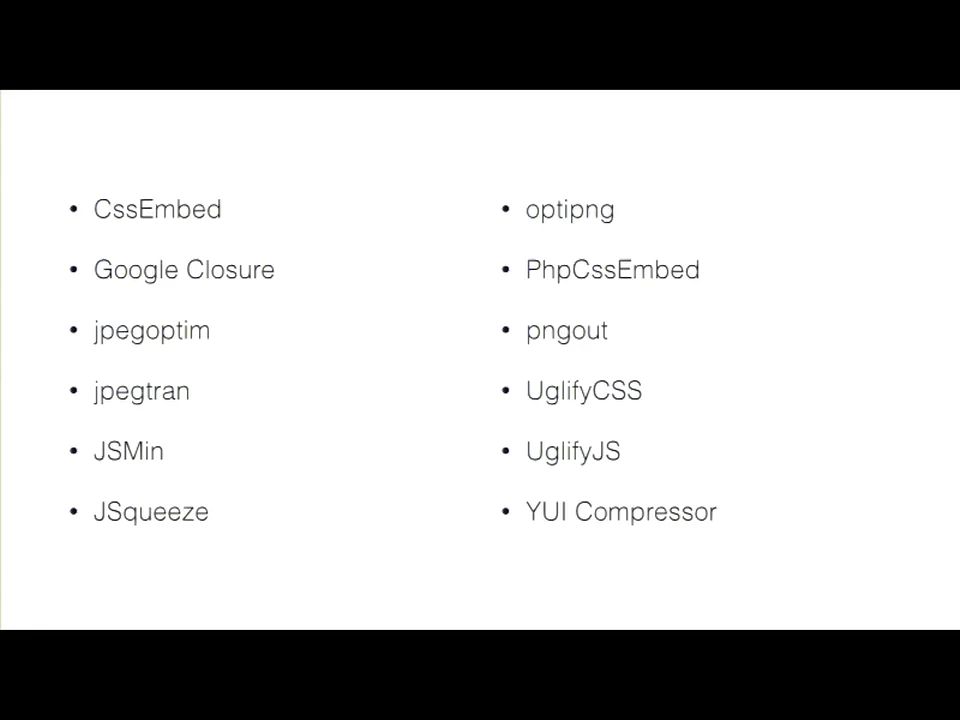 • CssEmbed
• Google Closure
• jpegoptim
• jpegtran
• JSMin
• JSqueeze
• optipng
• PhpCssEmbed
• pngout
• UglifyCSS
• UglifyJS
• YUI Compressor